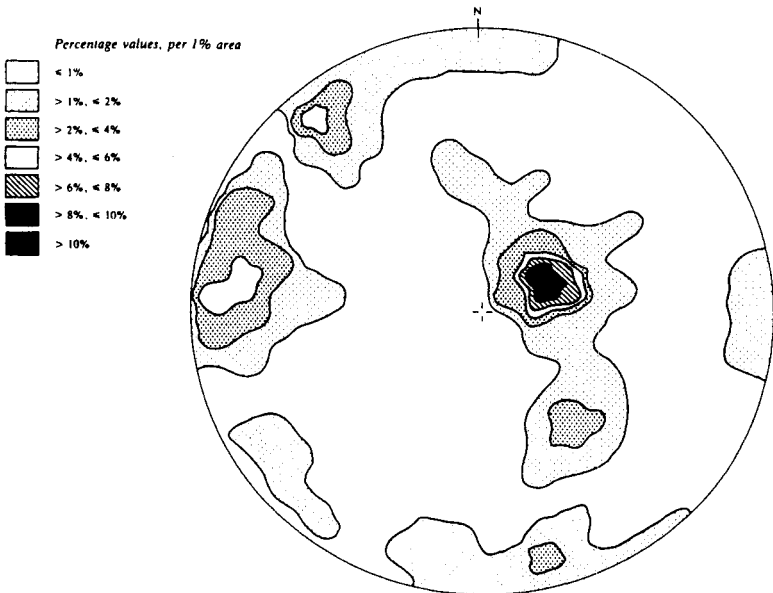 N
Percentage values, per 1% area
≤ 1%
> 1%, ≤ 2%
> 2%, ≤ 4%
> 4%, ≤ 6%
> 6%, ≤ 8%
> 8%, ≤ 10%
> 10%